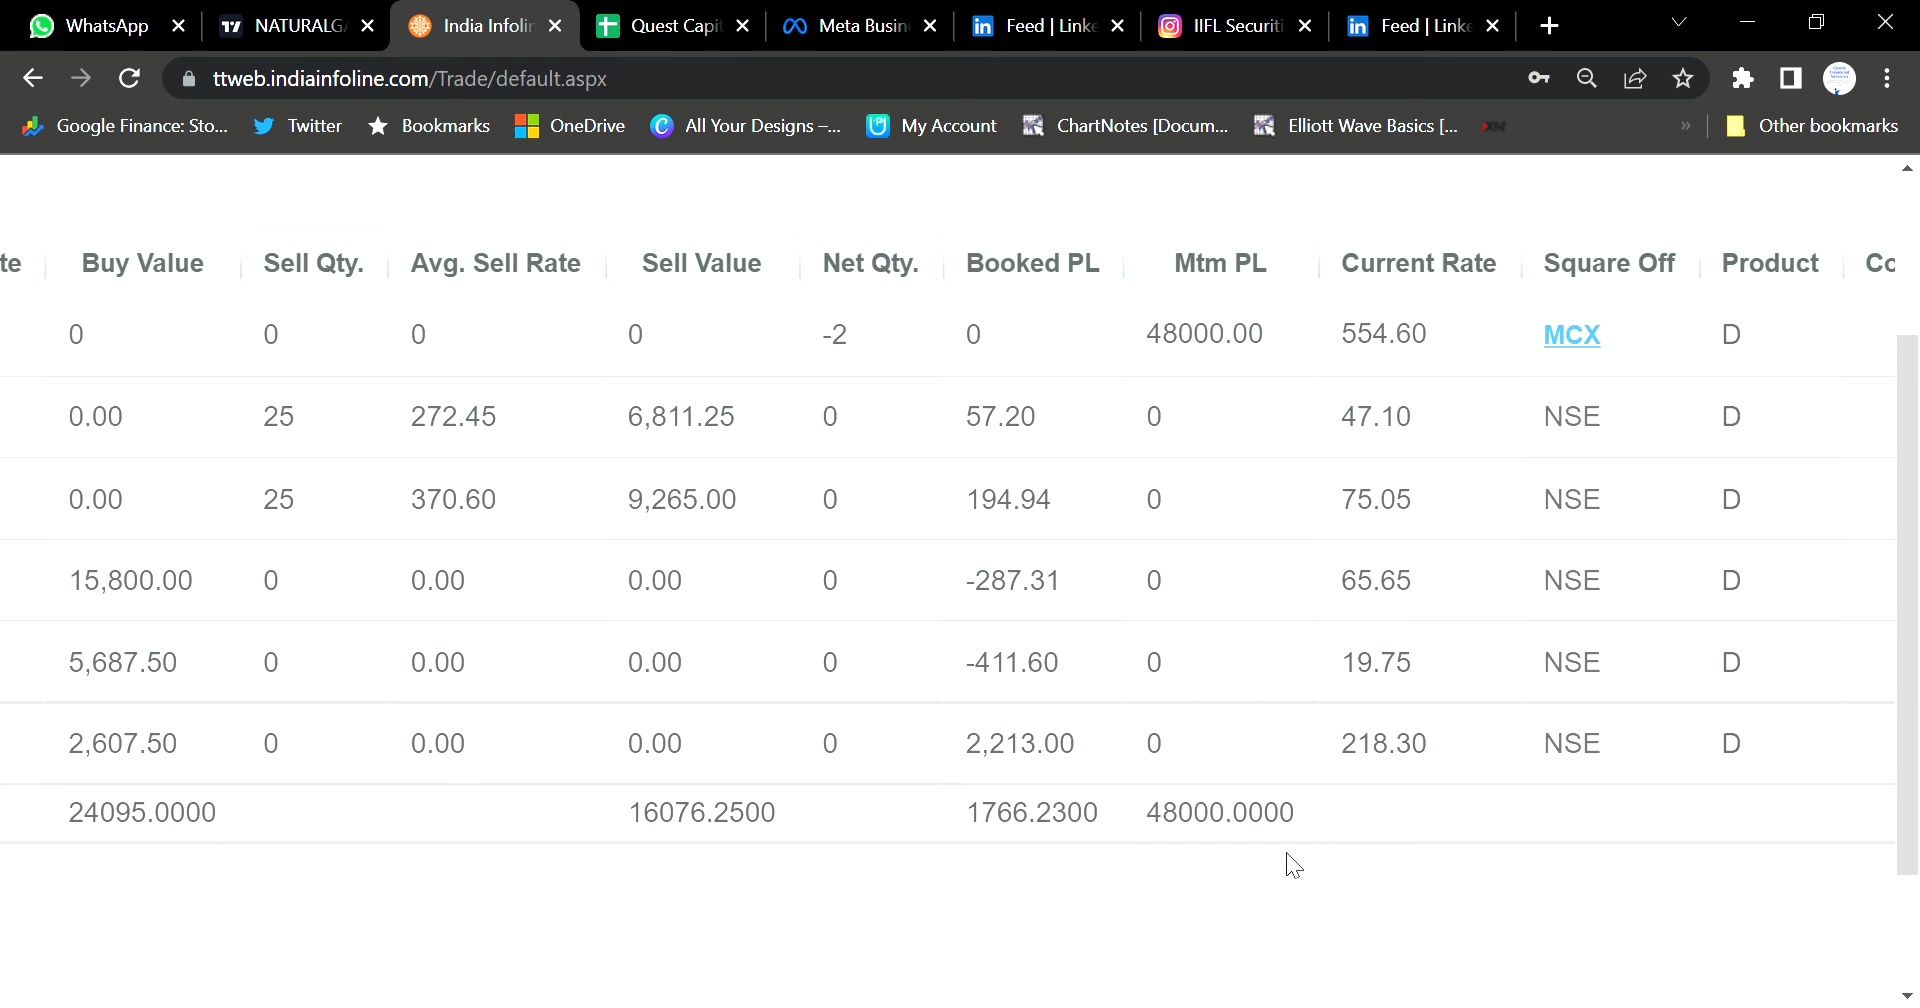 WhatsApp NATURALGA India Infolin Quest Capit Meta Busin Feed | Linke IIFL Securiti Feed | Linke
ttweb.indiainfoline.com/Trade/default.aspx
Google Finance: Sto... Twitter Bookmarks OneDrive All Your Designs –... My Account ChartNotes [Docum... Elliott Wave Basics [... XM » Other bookmarks
te Buy Value Sell Qty. Avg. Sell Rate Sell Value Net Qty. Booked PL Mtm PL Current Rate Square Off Product Co
0 0 0 0 -2 0 48000.00 554.60 MCX D
0.00 25 272.45 6,811.25 0 57.20 0 47.10 NSE D
0.00 25 370.60 9,265.00 0 194.94 0 75.05 NSE D
15,800.00 0 0.00 0.00 0 -287.31 0 65.65 NSE D
5,687.50 0 0.00 0.00 0 -411.60 0 19.75 NSE D
2,607.50 0 0.00 0.00 0 2,213.00 0 218.30 NSE D
24095.0000 16076.2500 1766.2300 48000.0000